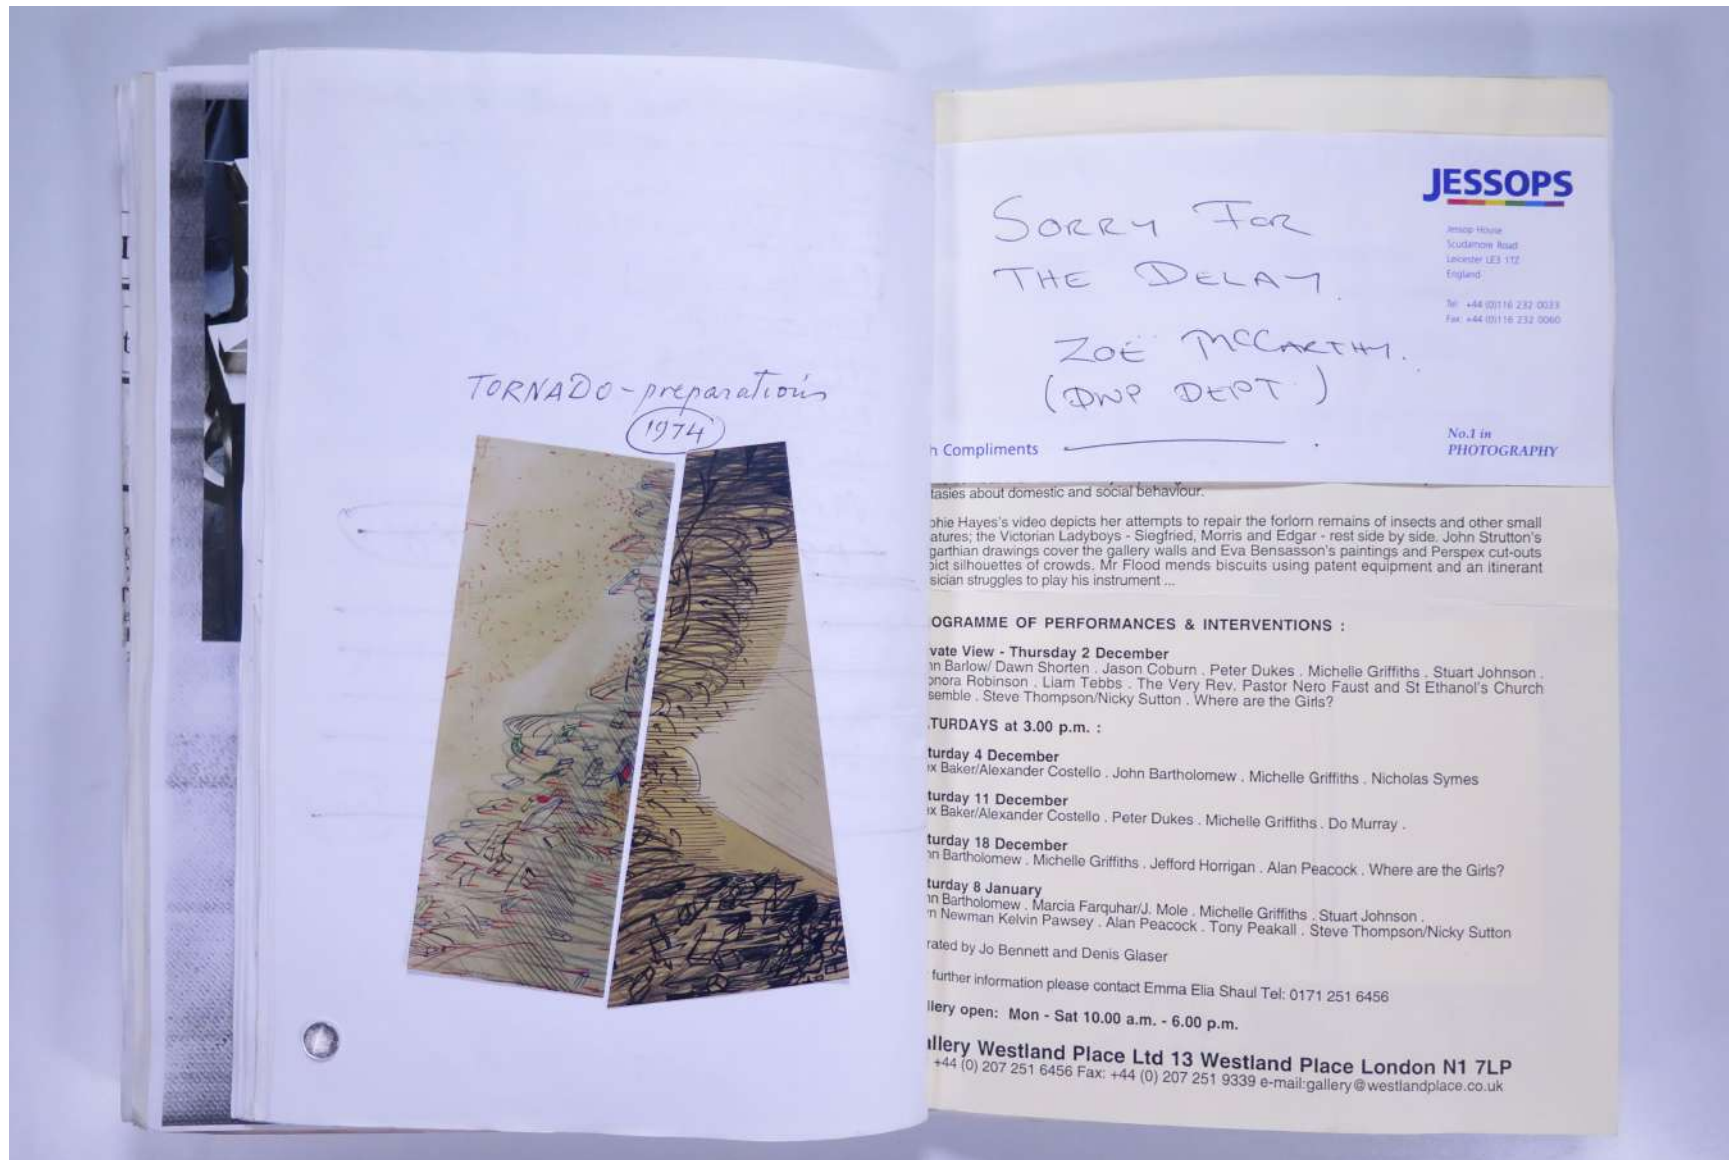 TORNADO - preparations
1974
JESSOPS
Jessop House
Scudamore Road
Leicester LE3 1TZ
England
Tel: +44 (0)116 232 0033
Fax: +44 (0)116 232 0060
SORRY FOR
THE DELAY.
ZOË MCCARTHY.
(DWP DEPT.)
h Compliments
No.1 in
PHOTOGRAPHY
tasies about domestic and social behaviour.
phie Hayes's video depicts her attempts to repair the forlorn remains of insects and other small
atures; the Victorian Ladyboys - Siegfried, Morris and Edgar - rest side by side. John Strutton's
garthian drawings cover the gallery walls and Eva Bensasson's paintings and Perspex cut-outs
pict silhouettes of crowds. Mr Flood mends biscuits using patent equipment and an itinerant
sician struggles to play his instrument ...
OGRAMME OF PERFORMANCES & INTERVENTIONS :
vate View - Thursday 2 December
nn Barlow/ Dawn Shorten . Jason Coburn . Peter Dukes . Michelle Griffiths . Stuart Johnson .
onora Robinson . Liam Tebbs . The Very Rev. Pastor Nero Faust and St Ethanol's Church
semble . Steve Thompson/Nicky Sutton . Where are the Girls?
TURDAYS at 3.00 p.m. :
turday 4 December
ex Baker/Alexander Costello . John Bartholomew . Michelle Griffiths . Nicholas Symes
turday 11 December
ex Baker/Alexander Costello . Peter Dukes . Michelle Griffiths . Do Murray .
turday 18 December
hn Bartholomew . Michelle Griffiths . Jefford Horrigan . Alan Peacock . Where are the Girls?
turday 8 January
hn Bartholomew . Marcia Farquhar/J. Mole . Michelle Griffiths . Stuart Johnson .
n Newman Kelvin Pawsey . Alan Peacock . Tony Peakall . Steve Thompson/Nicky Sutton
rated by Jo Bennett and Denis Glaser
further information please contact Emma Elia Shaul Tel: 0171 251 6456
llery open: Mon - Sat 10.00 a.m. - 6.00 p.m.
allery Westland Place Ltd 13 Westland Place London N1 7LP
+44 (0) 207 251 6456 Fax: +44 (0) 207 251 9339 e-mail:gallery@westlandplace.co.uk